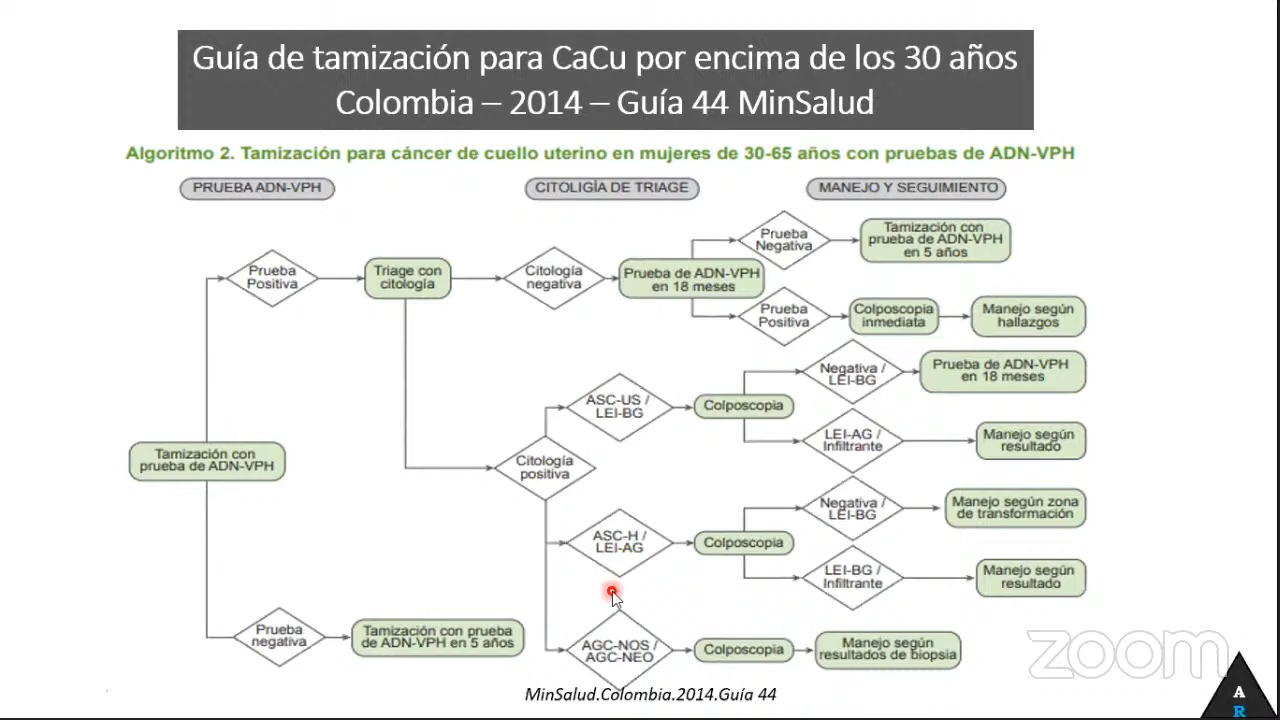 Guía de tamización para CaCu por encima de los 30 años
Colombia – 2014 – Guía 44 MinSalud
Algoritmo 2. Tamización para cáncer de cuello uterino en mujeres de 30-65 años con pruebas de ADN-VPH
PRUEBA ADN-VPH
CITOLIGÍA DE TRIAGE
MANEJO Y SEGUIMIENTO
Prueba
Negativa
Tamización con
prueba de ADN-VPH
en 5 años
Prueba
Positiva
Triage con
citología
Citología
negativa
Prueba de ADN-VPH
en 18 meses
Prueba
Positiva
Colposcopia
inmediata
Manejo según
hallazgos
Negativa /
LEI-BG
Prueba de ADN-VPH
en 18 meses
ASC-US /
LEI-BG
Colposcopia
LEI-AG /
Infiltrante
Manejo según
resultado
Tamización con
prueba de ADN-VPH
Citología
positiva
Negativa /
LEI-BG
Manejo según zona
de transformación
ASC-H /
LEI-AG
Colposcopia
LEI-BG /
Infiltrante
Manejo según
resultado
Prueba
negativa
Tamización con prueba
de ADN-VPH en 5 años
AGC-NOS /
AGC-NEO
Colposcopia
Manejo según
resultados de biopsia
MinSalud.Colombia.2014.Guía 44
zoom
A
R